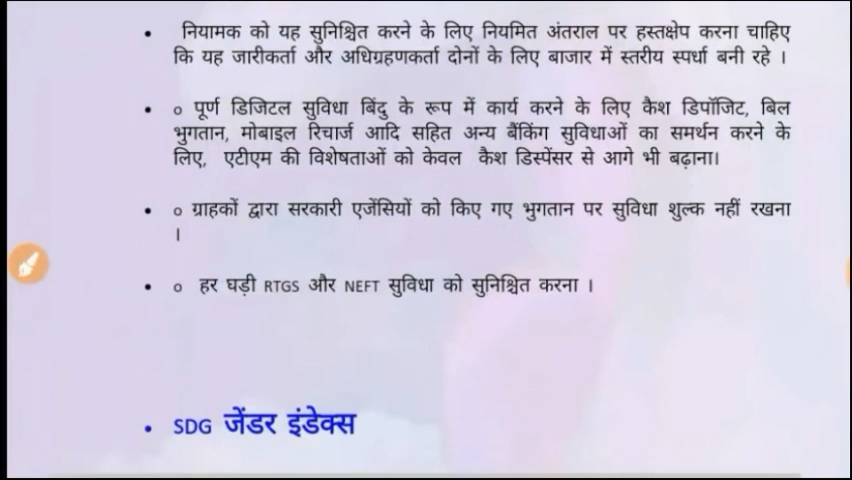 • नियामक को यह सुनिश्चित करने के लिए नियमित अंतराल पर हस्तक्षेप करना चाहिए
कि यह जारीकर्ता और अधिग्रहणकर्ता दोनों के लिए बाजार में स्तरीय स्पर्धा बनी रहे ।
• o पूर्ण डिजिटल सुविधा बिंदु के रूप में कार्य करने के लिए कैश डिपॉजिट, बिल
भुगतान, मोबाइल रिचार्ज आदि सहित अन्य बैंकिंग सुविधाओं का समर्थन करने के
लिए, एटीएम की विशेषताओं को केवल कैश डिस्पेंसर से आगे भी बढ़ाना।
• o ग्राहकों द्वारा सरकारी एजेंसियों को किए गए भुगतान पर सुविधा शुल्क नहीं रखना
।
• o हर घड़ी RTGS और NEFT सुविधा को सुनिश्चित करना ।
• SDG जेंडर इंडेक्स